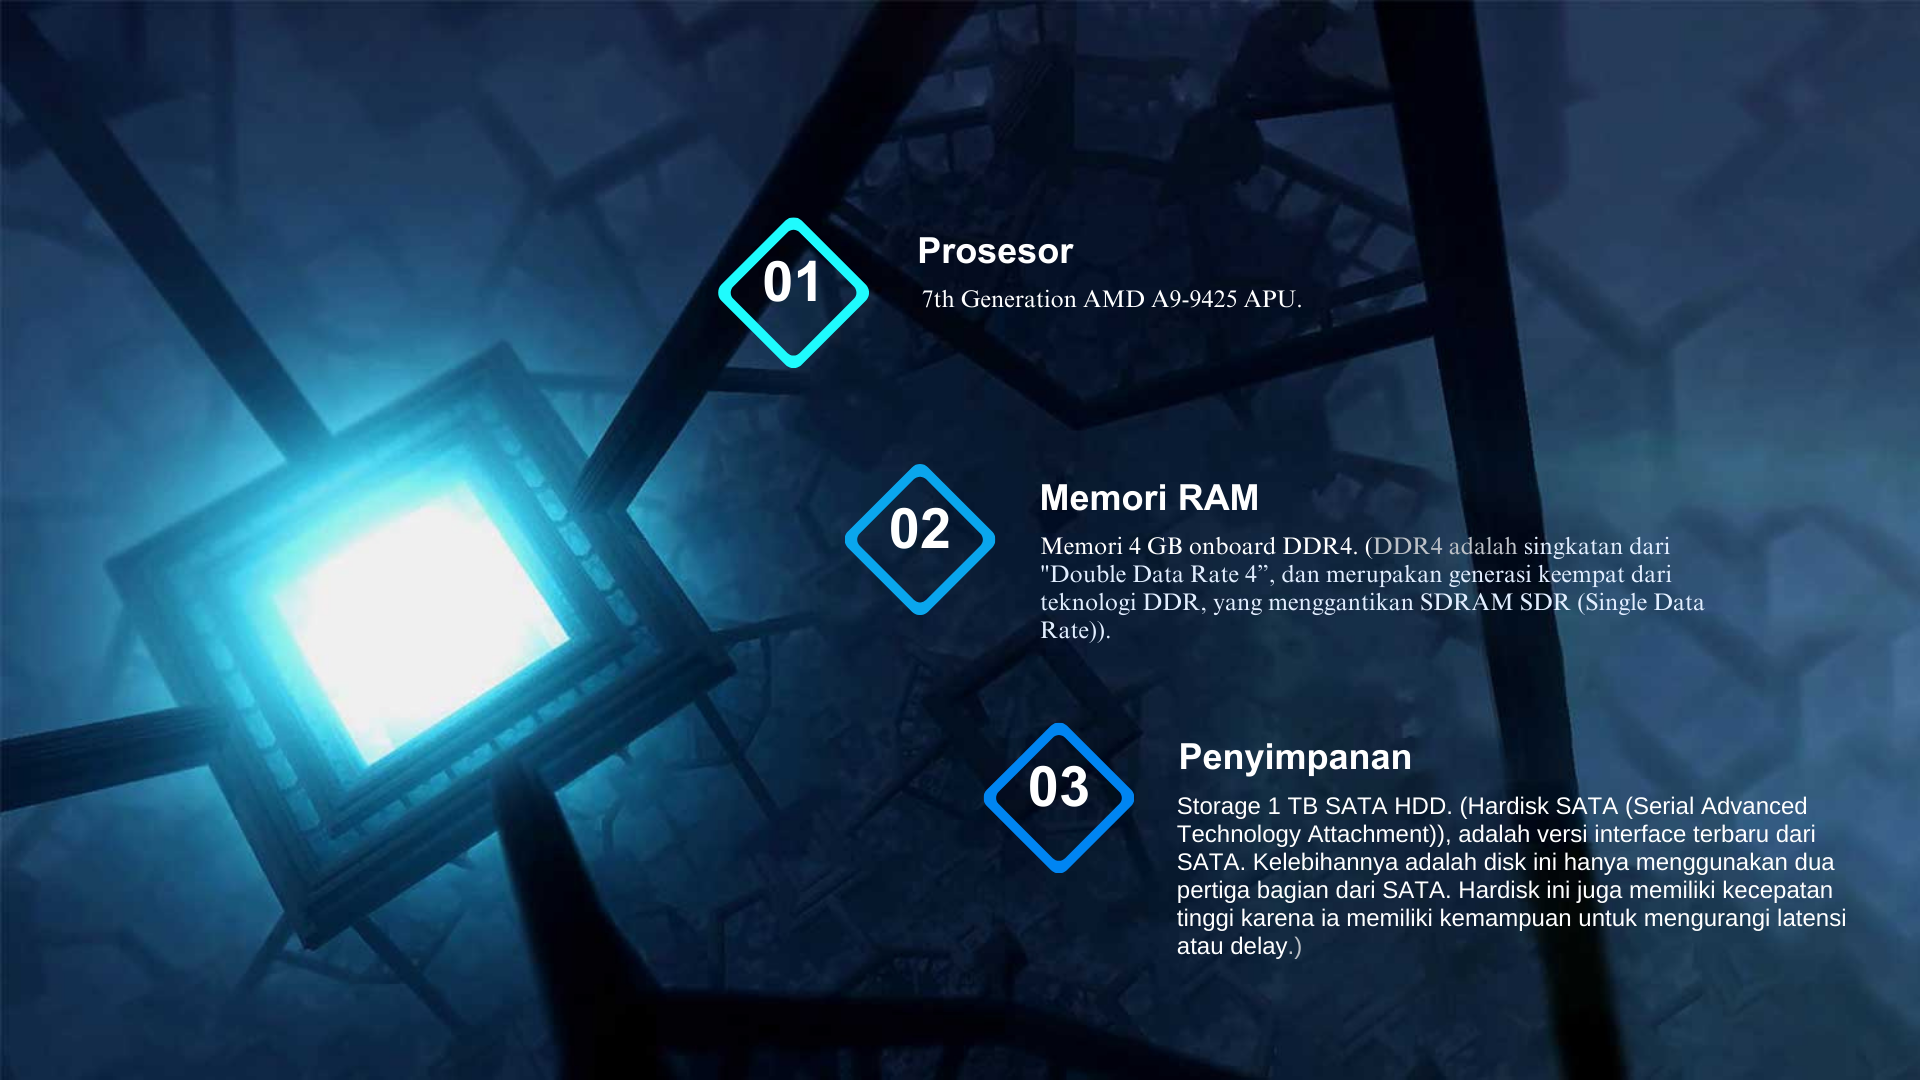 01
Prosesor
7th Generation AMD A9-9425 APU.
02
Memori RAM
Memori 4 GB onboard DDR4. (DDR4 adalah singkatan dari
"Double Data Rate 4”, dan merupakan generasi keempat dari
teknologi DDR, yang menggantikan SDRAM SDR (Single Data
Rate)).
03
Penyimpanan
Storage 1 TB SATA HDD. (Hardisk SATA (Serial Advanced
Technology Attachment)), adalah versi interface terbaru dari
SATA. Kelebihannya adalah disk ini hanya menggunakan dua
pertiga bagian dari SATA. Hardisk ini juga memiliki kecepatan
tinggi karena ia memiliki kemampuan untuk mengurangi latensi
atau delay.)